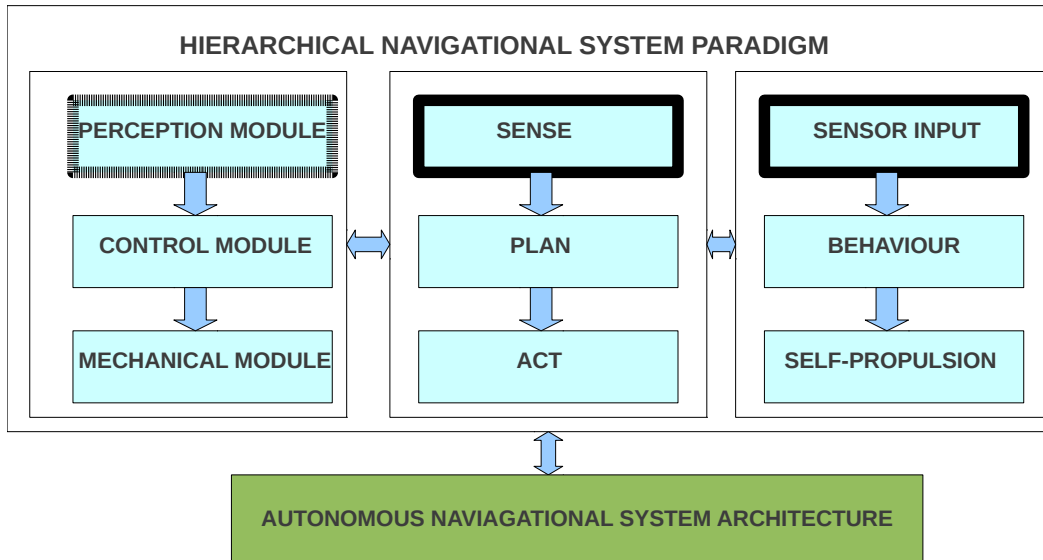 HIERARCHICAL NAVIGATIONAL SYSTEM PARADIGM
PERCEPTION MODULE
CONTROL MODULE
MECHANICAL MODULE
SENSE
PLAN
ACT
SENSOR INPUT
BEHAVIOUR
SELF-PROPULSION
AUTONOMOUS NAVIAGATIONAL SYSTEM ARCHITECTURE